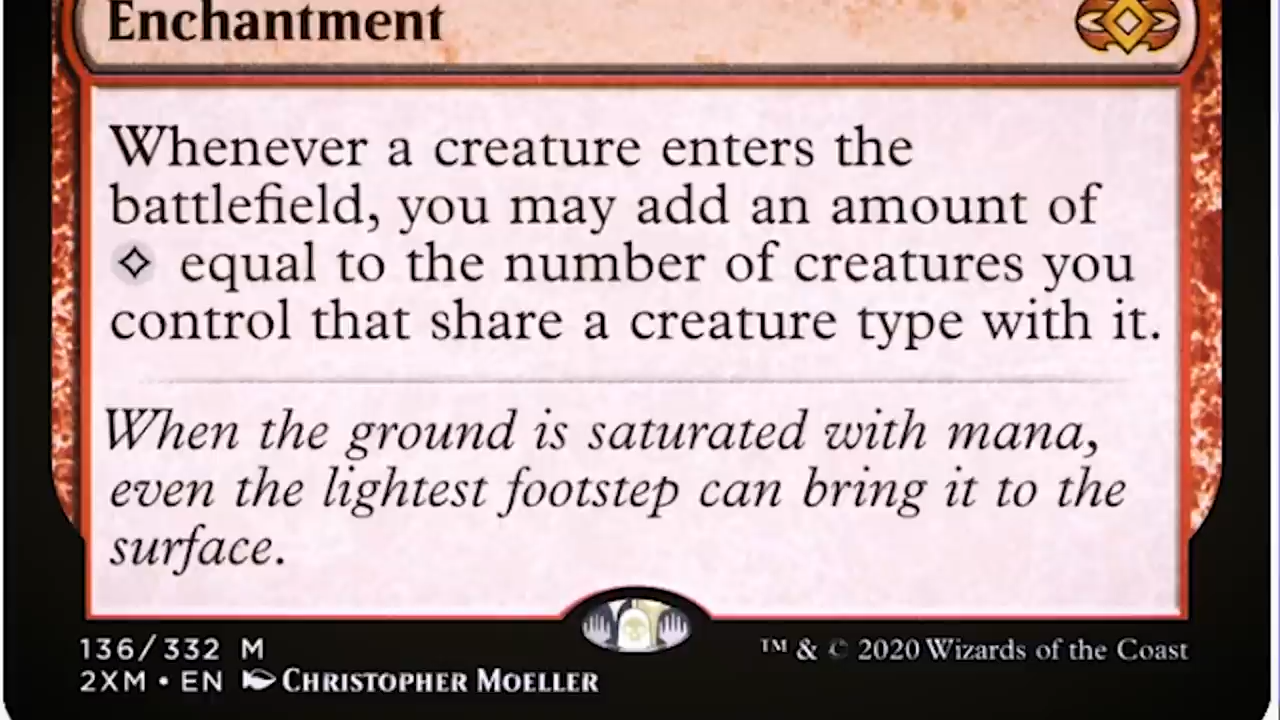 Enchantment
Whenever a creature enters the
battlefield, you may add an amount of
equal to the number of creatures you
control that share a creature type with it.
When the ground is saturated with mana,
even the lightest footstep can bring it to the
surface.
136/332 M
™ & © 2020 Wizards of the Coast
2XM • EN CHRISTOPHER MOELLER